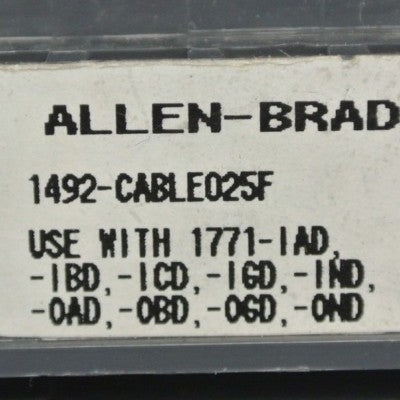 ALLEN-BRAD
1492-CABLE025F
USE WITH 1771-IAD,
-IBD,-ICD,-IGD,-IND,
-OAD,-OBD,-OGD,-OND